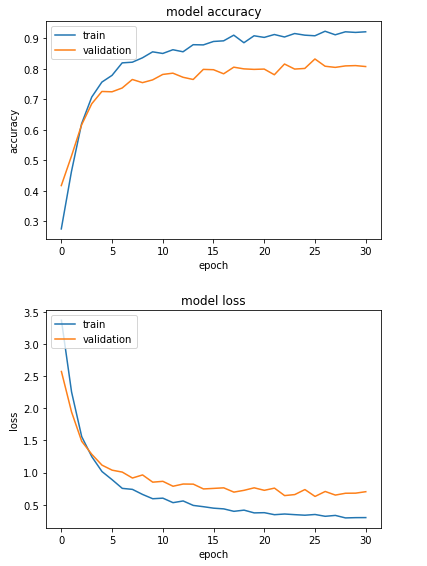 model accuracy
train
validation
0.9
0.8
0.7
0.6
0.5
0.4
0.3
accuracy
0 5 10 15 20 25 30
epoch
model loss
train
validation
3.5
3.0
2.5
2.0
1.5
1.0
0.5
loss
0 5 10 15 20 25 30
epoch